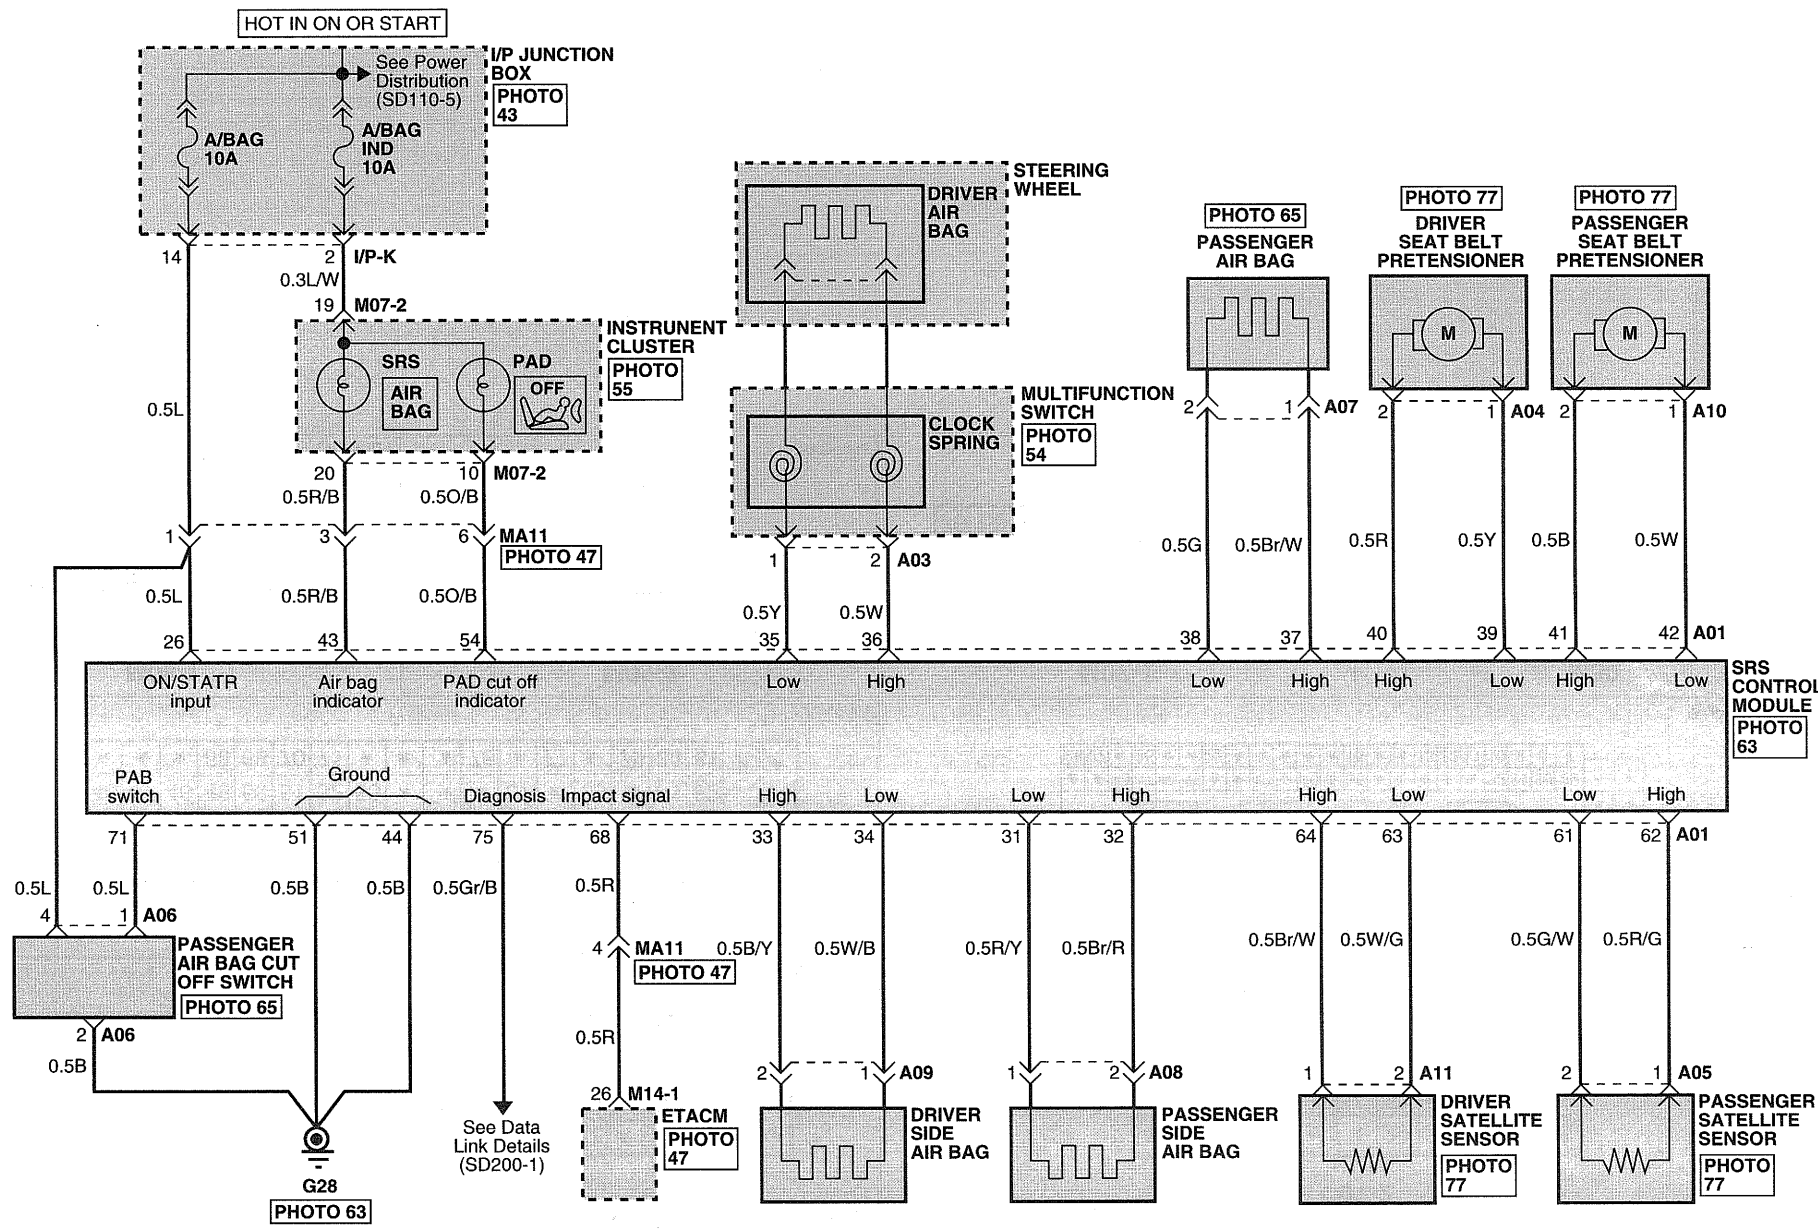 HOT IN ON OR START
I/P JUNCTION
BOX
PHOTO
43
See Power
Distribution
(SD110-5)
A/BAG
10A
A/BAG
IND
10A
14
2
I/P-K
0.3L/W
19
M07-2
INSTRUNENT
CLUSTER
PHOTO
55
SRS
AIR
BAG
PAD
OFF
0.5L
20
10
M07-2
0.5R/B
0.5O/B
1
3
6
MA11
PHOTO 47
0.5L
0.5R/B
0.5O/B
26
43
54
STEERING
WHEEL
DRIVER
AIR
BAG
MULTIFUNCTION
SWITCH
PHOTO
54
CLOCK
SPRING
1
2
A03
0.5Y
0.5W
35
36
PHOTO 65
PASSENGER
AIR BAG
2
1
A07
0.5G
0.5Br/W
38
37
PHOTO 77
DRIVER
SEAT BELT
PRETENSIONER
2
1
A04
0.5R
0.5Y
40
39
PHOTO 77
PASSENGER
SEAT BELT
PRETENSIONER
M
M
2
1
A10
0.5B
0.5W
41
42
A01
SRS
CONTROL
MODULE
PHOTO
63
ON/STATR
input
Air bag
indicator
PAD cut off
indicator
Low
High
Low
High
High
Low
High
Low
PAB
switch
Ground
Diagnosis
Impact signal
High
Low
Low
High
High
Low
Low
High
71
51
44
75
68
33
34
31
32
64
63
61
62
A01
0.5L
0.5L
0.5B
0.5B
0.5Gr/B
0.5R
4
1
A06
PASSENGER
AIR BAG CUT
OFF SWITCH
PHOTO 65
2
A06
0.5B
G28
PHOTO 63
See Data
Link Details
(SD200-1)
4
MA11
PHOTO 47
0.5R
26
M14-1
ETACM
PHOTO
47
0.5B/Y
0.5W/B
2
1
A09
DRIVER
SIDE
AIR BAG
0.5R/Y
0.5Br/R
1
2
A08
PASSENGER
SIDE
AIR BAG
0.5Br/W
0.5W/G
1
2
A11
DRIVER
SATELLITE
SENSOR
PHOTO
77
0.5G/W
0.5R/G
2
1
A05
PASSENGER
SATELLITE
SENSOR
PHOTO
77